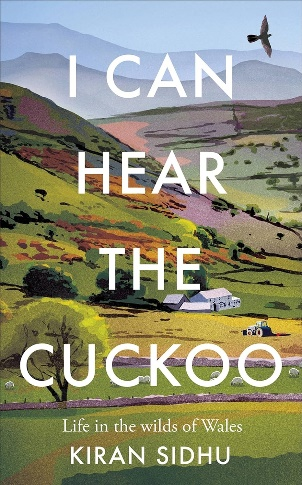 I CAN
HEAR
THE
CUCKOO
Life in the wilds of Wales
KIRAN SIDHU